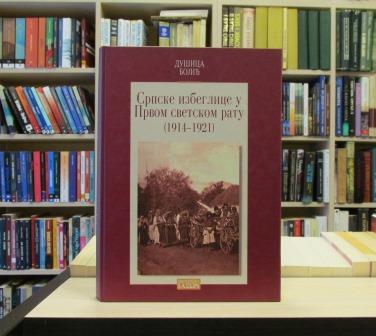 ДУШИЦА
БОЈИЋ
Српске избеглице у
Првом светском рату
(1914–1921)